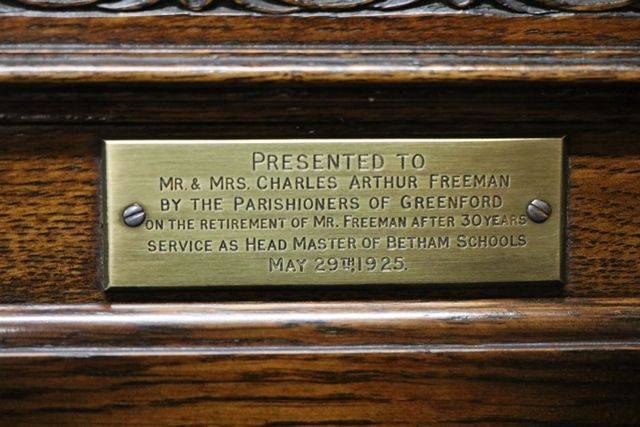 PRESENTED TO
MR. & MRS. CHARLES ARTHUR FREEMAN
BY THE PARISHIONERS OF GREENFORD
ON THE RETIREMENT OF MR. FREEMAN AFTER 30 YEARS
SERVICE AS HEAD MASTER OF BETHAM SCHOOLS
MAY 29TH, 1925.